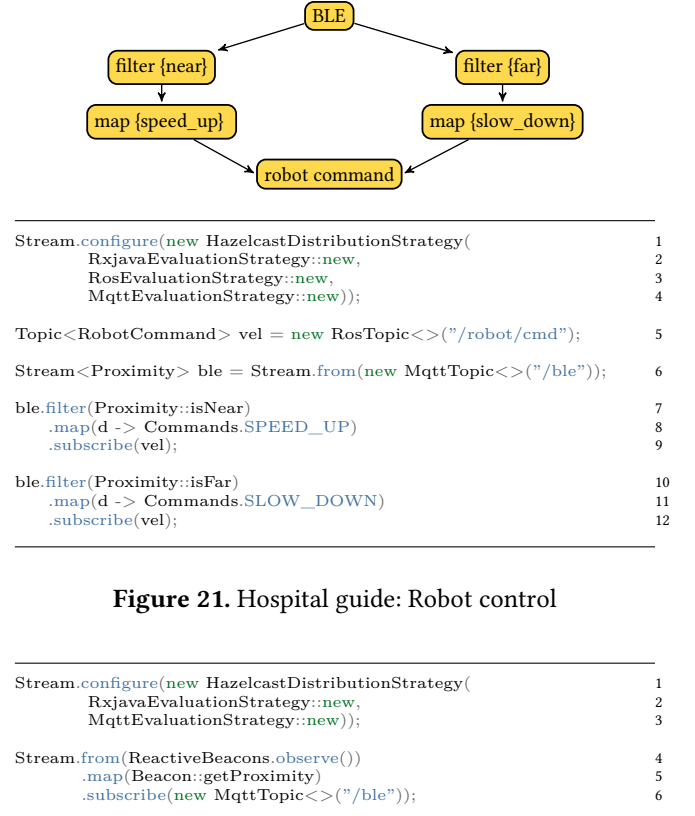 BLE
filter {near} filter {far}
map {speed_up} map {slow_down}
robot command
Stream.configure(new HazelcastDistributionStrategy( 1
RxjavaEvaluationStrategy::new, 2
RosEvaluationStrategy::new, 3
MqttEvaluationStrategy::new)); 4
Topic<RobotCommand> vel = new RosTopic<>("/robot/cmd"); 5
Stream<Proximity> ble = Stream.from(new MqttTopic<>("/ble")); 6
ble.filter(Proximity::isNear) 7
.map(d -> Commands.SPEED_UP) 8
.subscribe(vel); 9
ble.filter(Proximity::isFar) 10
.map(d -> Commands.SLOW_DOWN) 11
.subscribe(vel); 12
Figure 21. Hospital guide: Robot control
Stream.configure(new HazelcastDistributionStrategy( 1
RxjavaEvaluationStrategy::new, 2
MqttEvaluationStrategy::new)); 3
Stream.from(ReactiveBeacons.observe()) 4
.map(Beacon::getProximity) 5
.subscribe(new MqttTopic<>("/ble")); 6